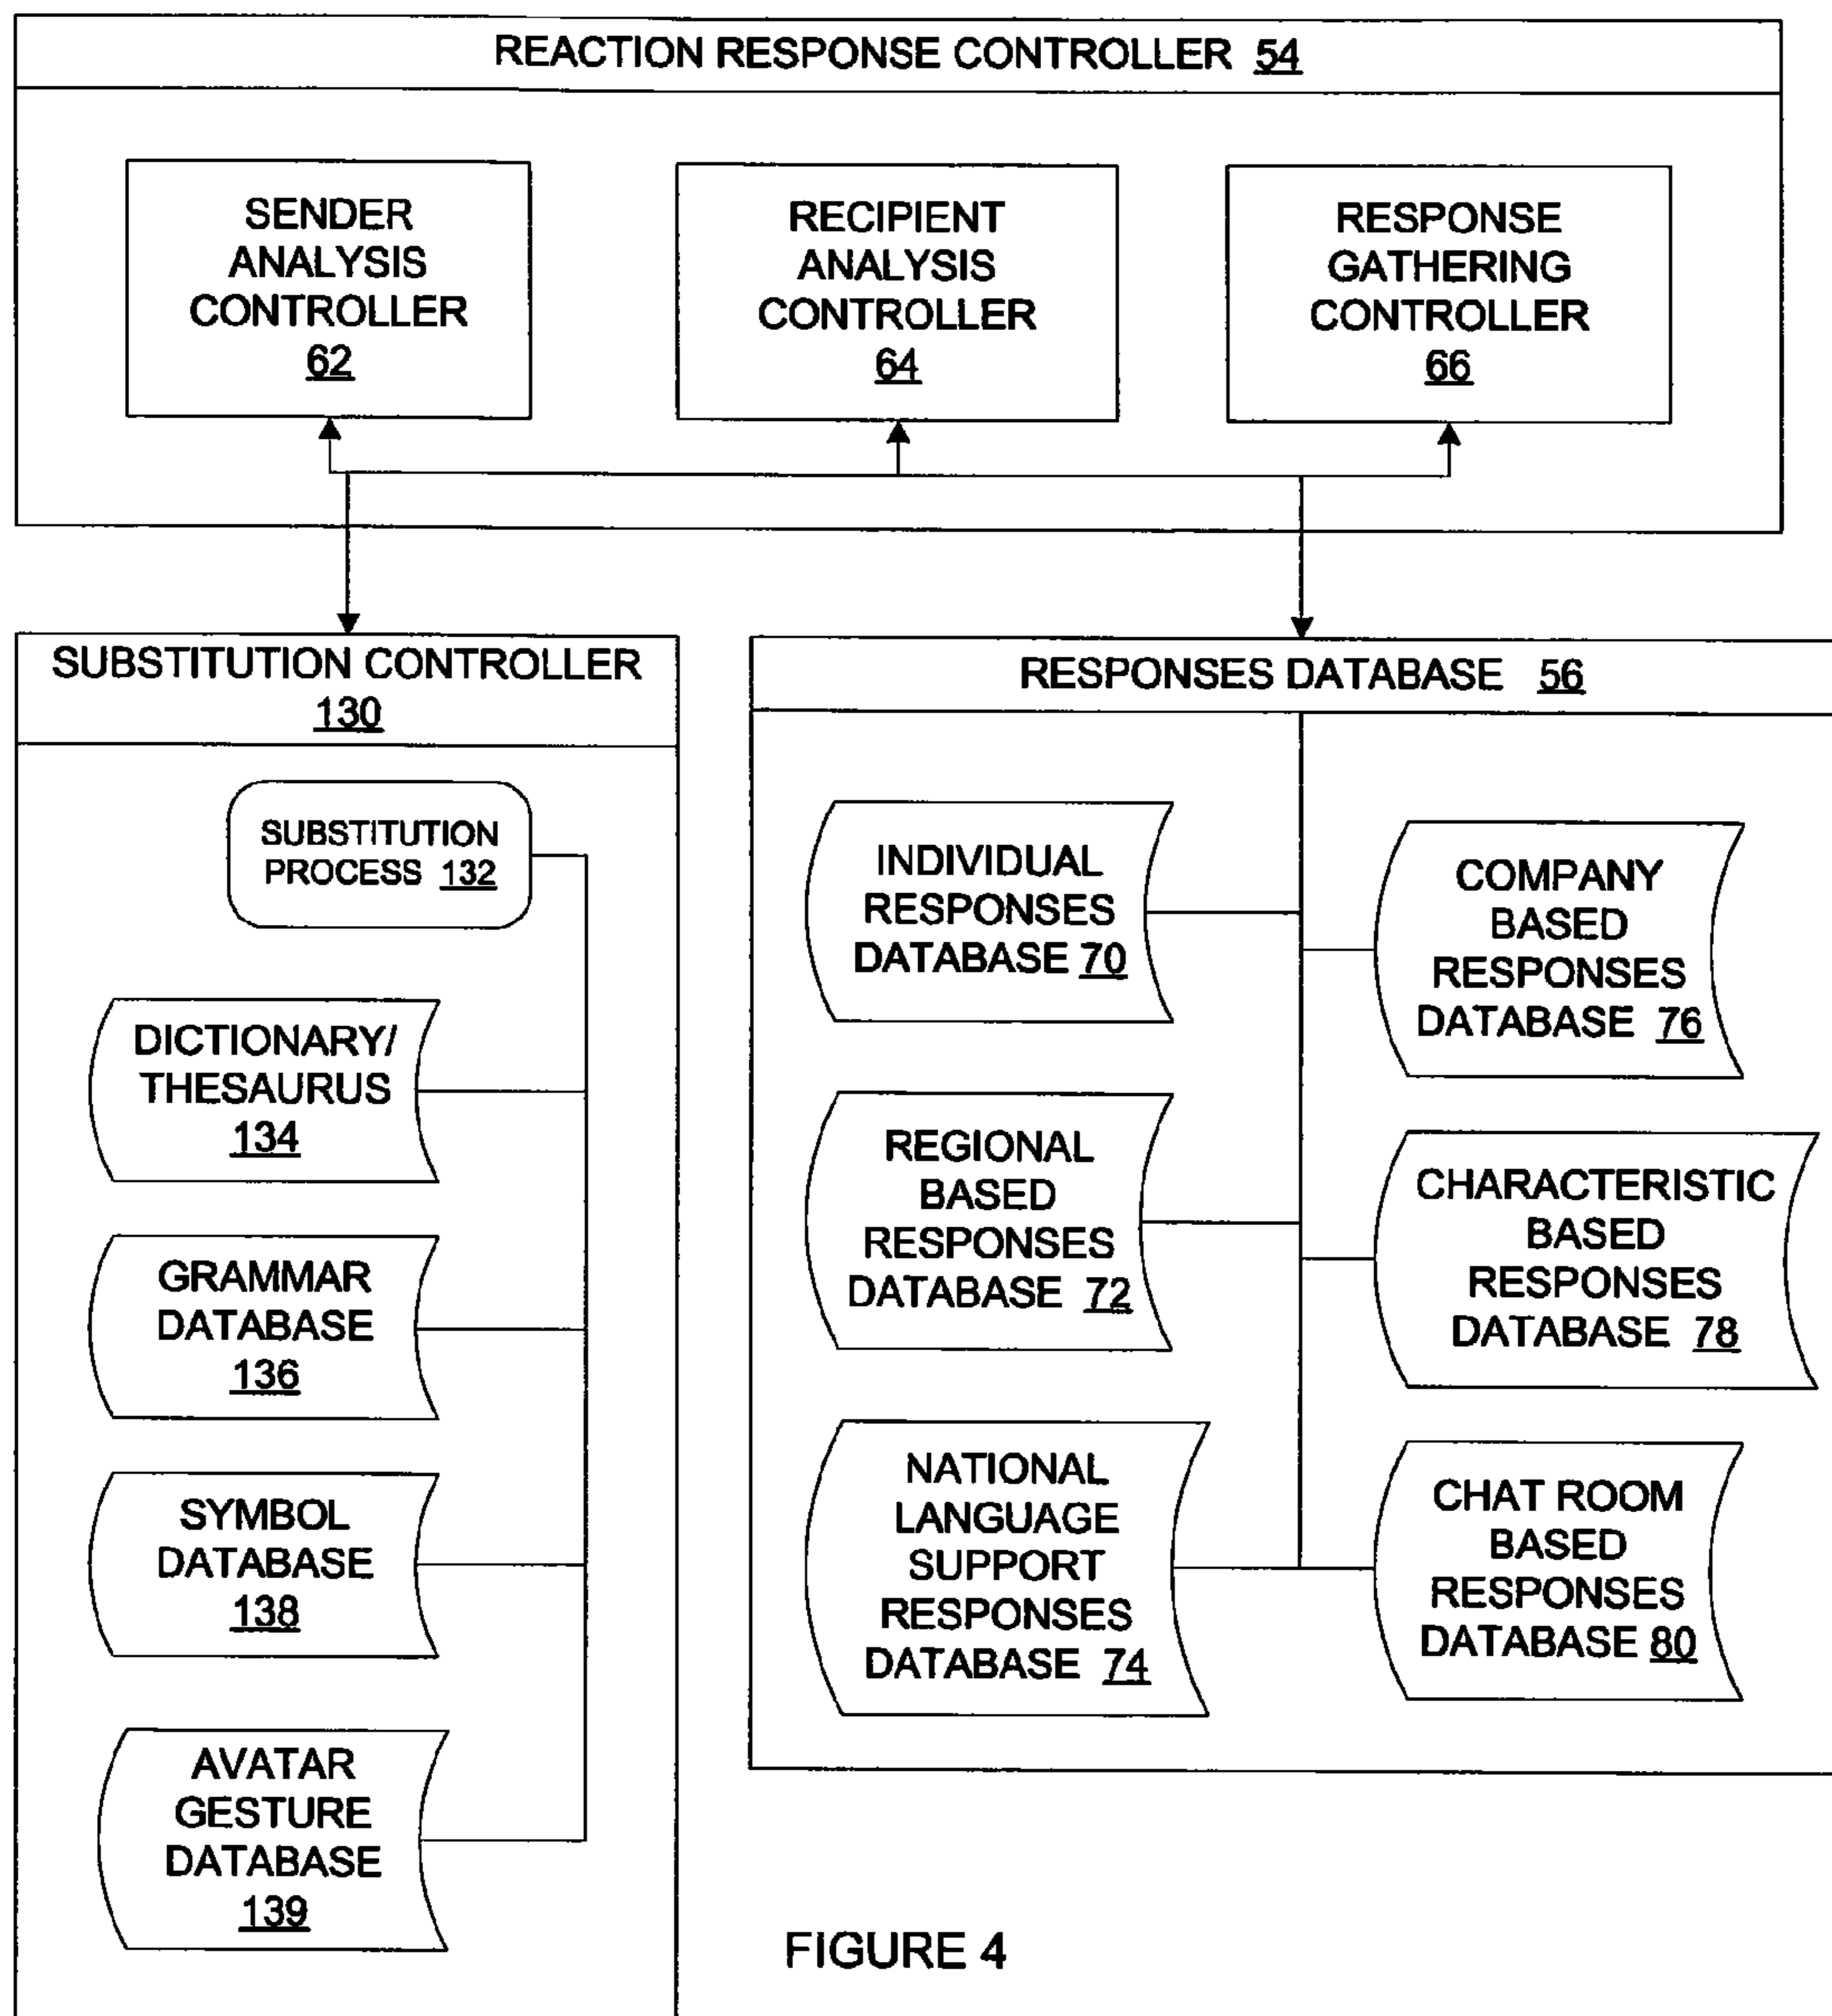 REACTION RESPONSE CONTROLLER 54
SENDER
ANALYSIS
CONTROLLER
62
RECIPIENT
ANALYSIS
CONTROLLER
64
RESPONSE
GATHERING
CONTROLLER
66
SUBSTITUTION CONTROLLER
130
SUBSTITUTION
PROCESS 132
DICTIONARY/
THESAURUS
134
GRAMMAR
DATABASE
136
SYMBOL
DATABASE
138
AVATAR
GESTURE
DATABASE
139
RESPONSES DATABASE 56
INDIVIDUAL
RESPONSES
DATABASE 70
COMPANY
BASED
RESPONSES
DATABASE 76
REGIONAL
BASED
RESPONSES
DATABASE 72
CHARACTERISTIC
BASED
RESPONSES
DATABASE 78
NATIONAL
LANGUAGE
SUPPORT
RESPONSES
DATABASE 74
CHAT ROOM
BASED
RESPONSES
DATABASE 80
FIGURE 4